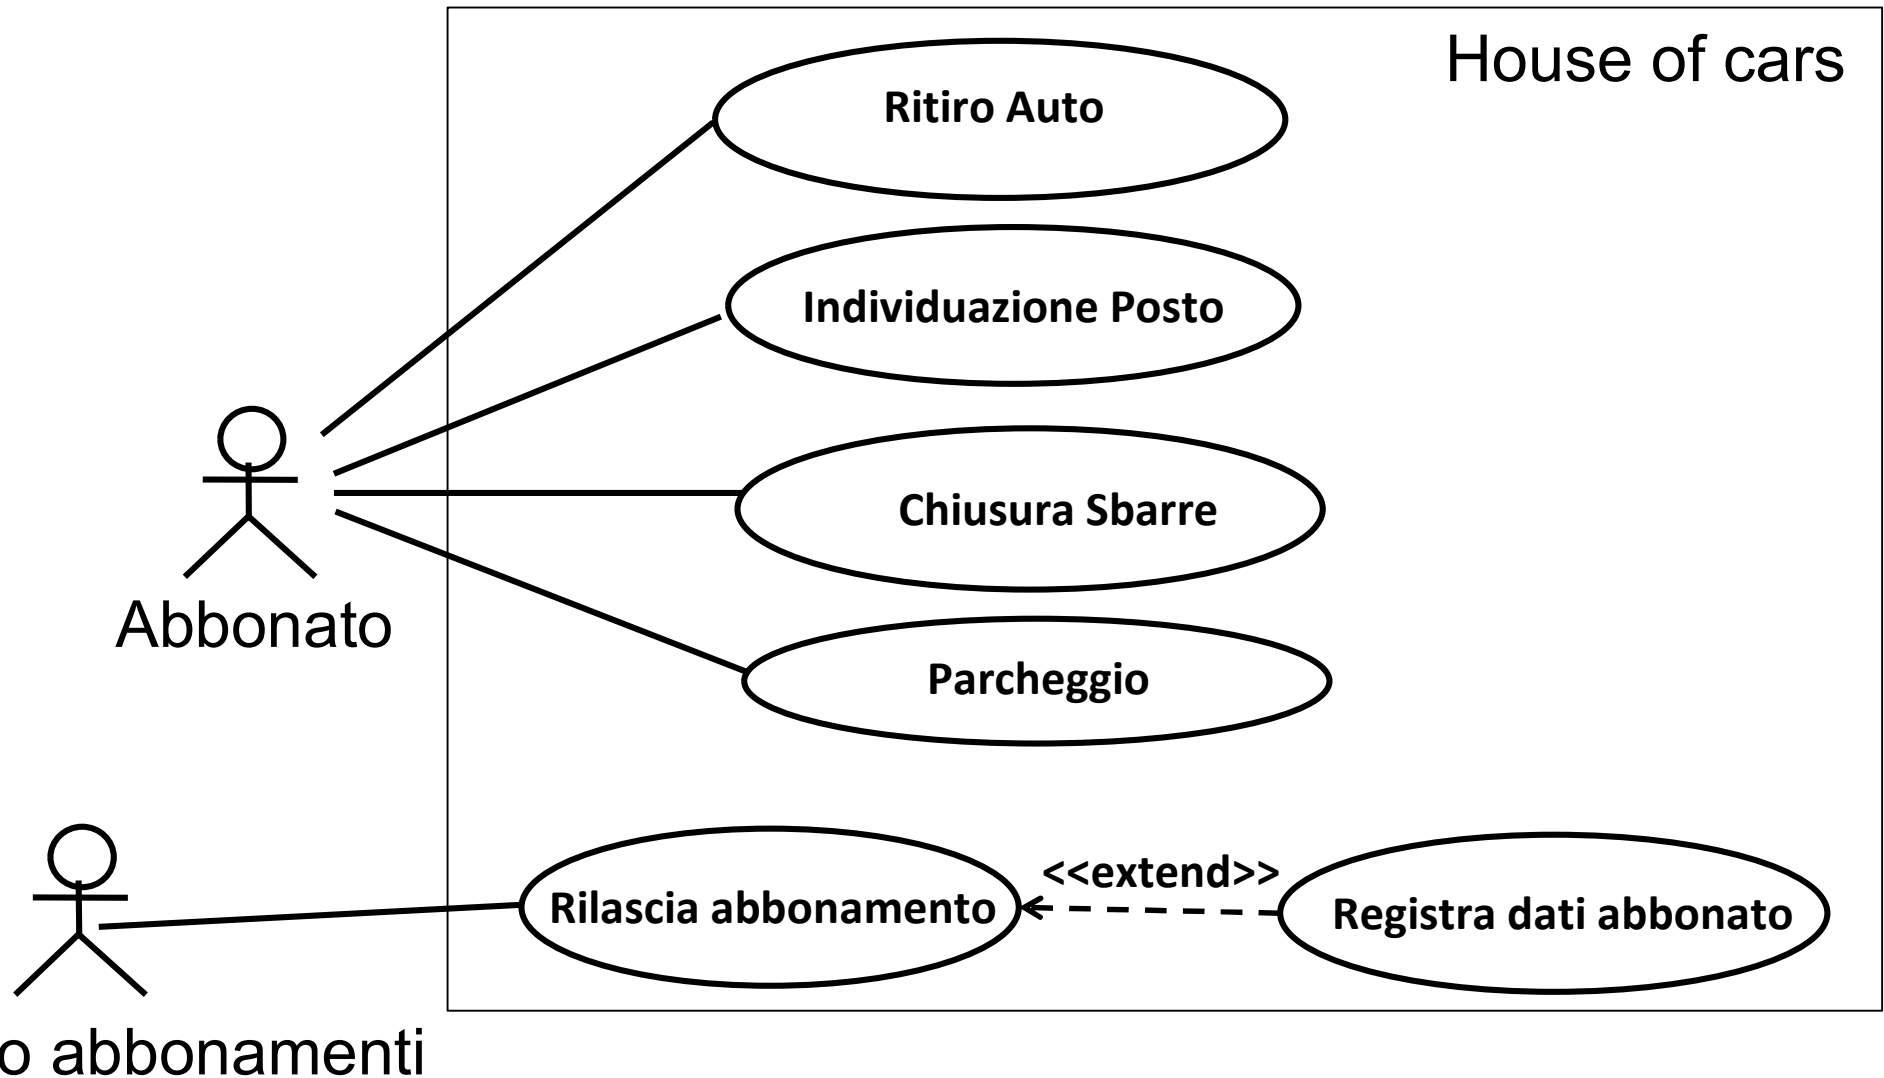 House of cars
Ritiro Auto
Individuazione Posto
Chiusura Sbarre
Abbonato
Parcheggio
<<extend>>
Rilascia abbonamento
Registra dati abbonato
o abbonamenti